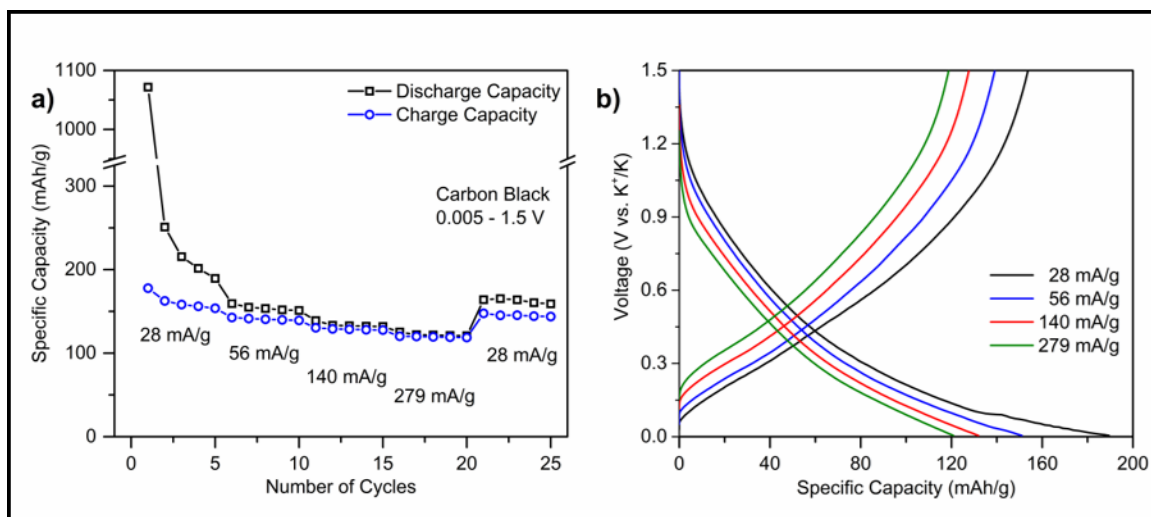 a)
Specific Capacity (mAh/g)
1100
1000
300
200
100
0
Discharge Capacity
Charge Capacity
Carbon Black
0.005 - 1.5 V
28 mA/g
56 mA/g
140 mA/g
279 mA/g
28 mA/g
0 5 10 15 20 25
Number of Cycles
b)
Voltage (V vs. K⁺/K)
1.5
1.2
0.9
0.6
0.3
0.0
28 mA/g
56 mA/g
140 mA/g
279 mA/g
0 40 80 120 160 200
Specific Capacity (mAh/g)